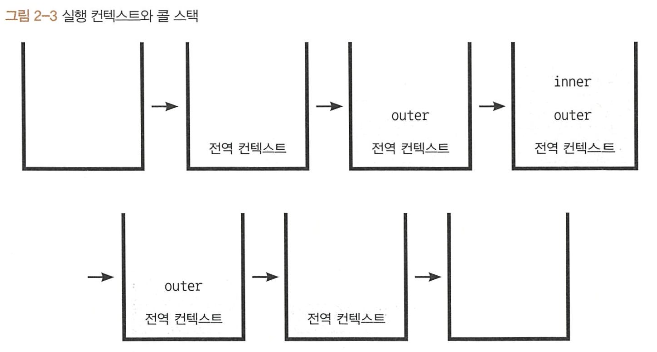 그림 2-3 실행 컨텍스트와 콜 스택
전역 컨텍스트
outer
전역 컨텍스트
inner
outer
전역 컨텍스트
outer
전역 컨텍스트
전역 컨텍스트